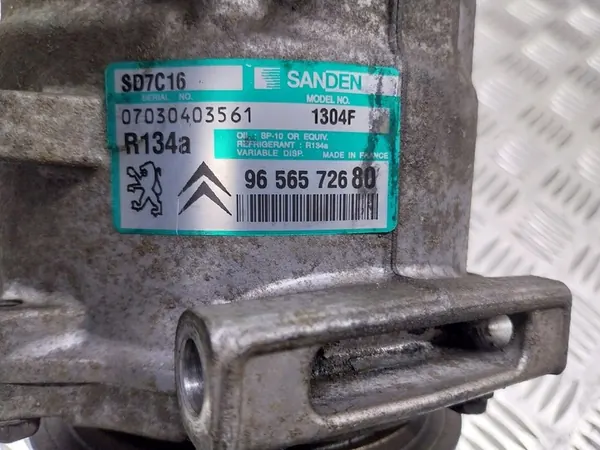 SD7C16
SANDEN
SERIAL NO.
MODEL NO.
07030403561
1304F
R134a
OIL : SP-10 OR EQUIV.
REFRIGERANT : R134a
VARIABLE DISP. MADE IN FRANCE
96 565 726 80